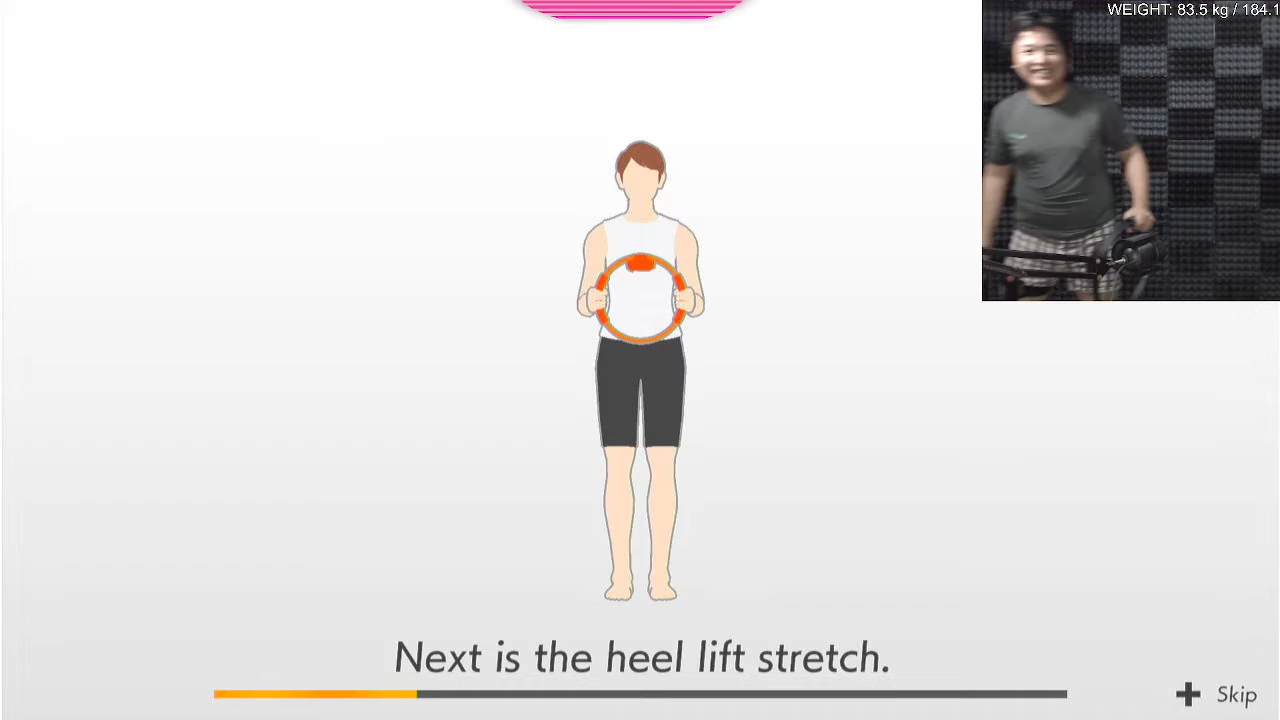 WEIGHT: 83.5 kg / 184.1
Next is the heel lift stretch.
Skip